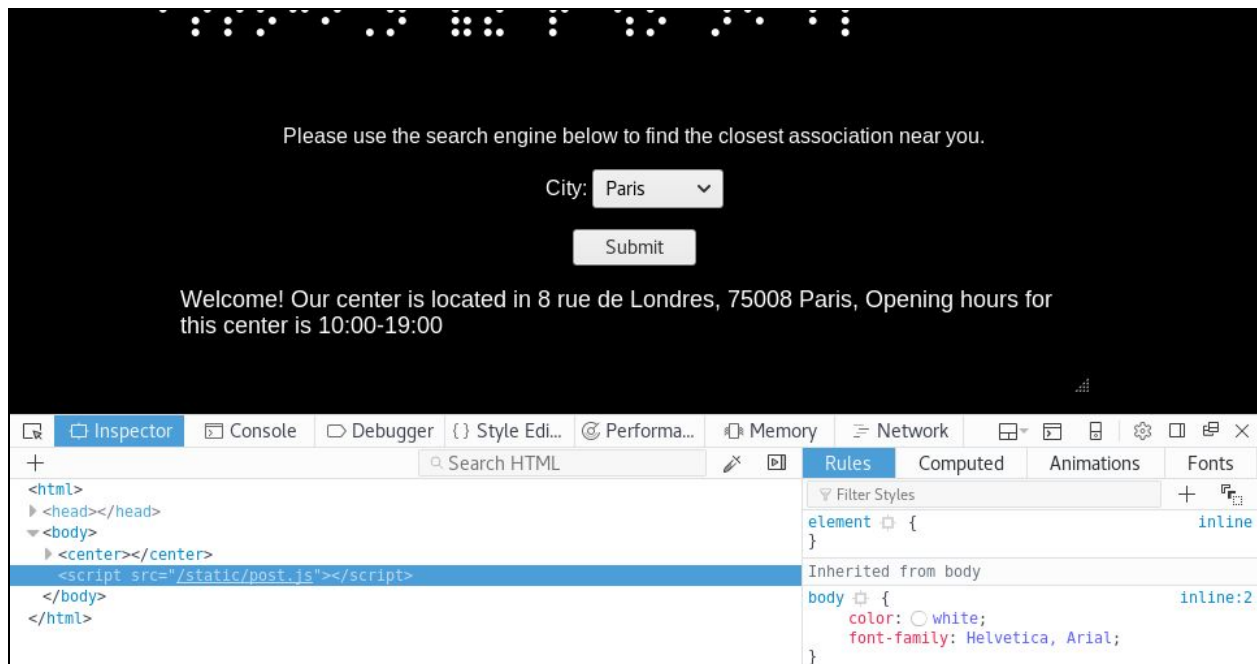 Please use the search engine below to find the closest association near you.
City: Paris
Submit
Welcome! Our center is located in 8 rue de Londres, 75008 Paris, Opening hours for
this center is 10:00-19:00
Inspector Console Debugger {} Style Edi... Performa... Memory Network
+ Search HTML
Rules Computed Animations Fonts
<html>
<head></head>
<body>
<center></center>
<script src="/static/post.js"></script>
</body>
</html>
Filter Styles +
element { inline
}
Inherited from body
body { inline:2
color: white;
font-family: Helvetica, Arial;
}